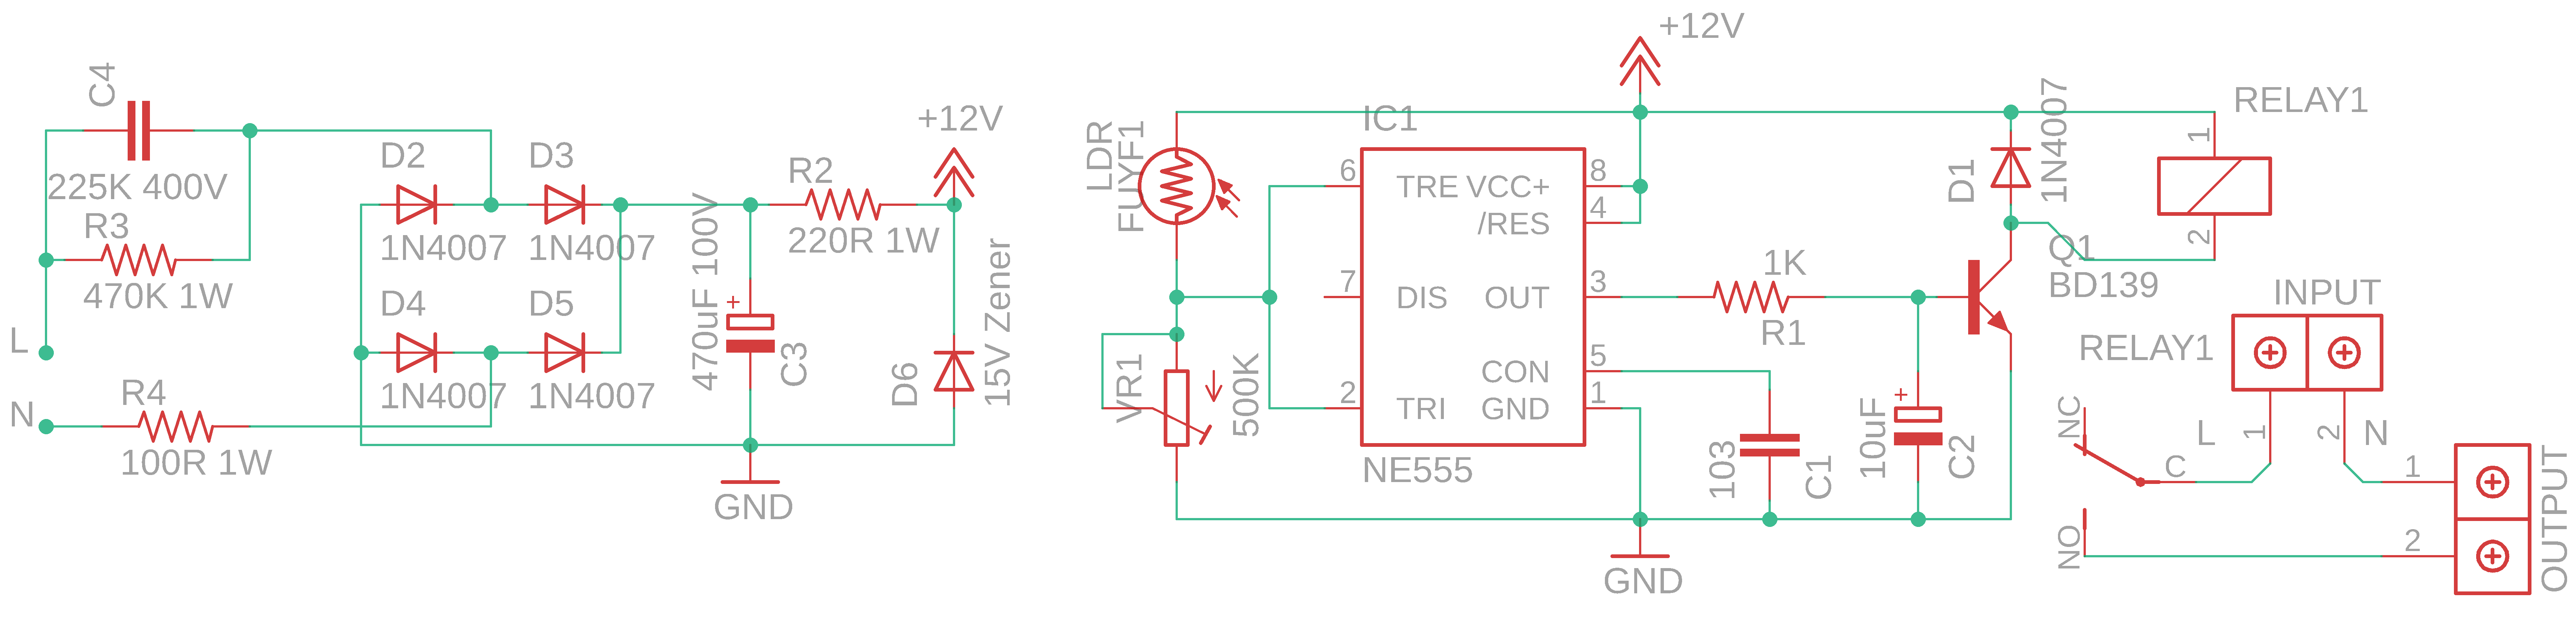 C4
225K 400V
R3
470K 1W
L
N
R4
100R 1W
D2
1N4007
D3
1N4007
D4
1N4007
D5
1N4007
470uF 100V
+
C3
GND
R2
220R 1W
+12V
D6
15V Zener
+12V
LDR
FUYF1
VR1
500K
IC1
6
TRE
VCC+
8
/RES
4
7
DIS
OUT
3
CON
5
2
TRI
GND
1
NE555
GND
1K
R1
103
C1
10uF
+
C2
D1
1N4007
Q1
BD139
RELAY1
1
2
INPUT
RELAY1
NC
C
NO
L
1
2
N
1
2
OUTPUT